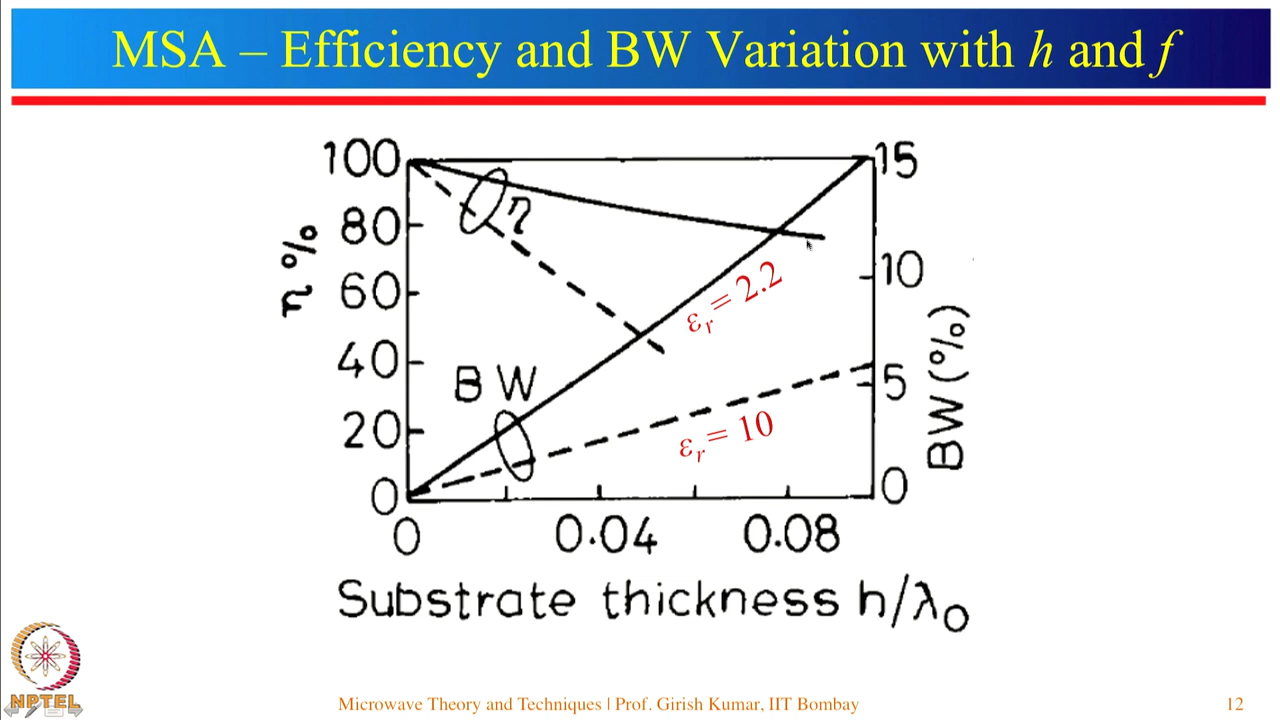 MSA – Efficiency and BW Variation with h and f
100
80
60
40
20
0
η %
η
BW
εr = 2.2
εr = 10
15
10
5
0
BW (%)
0
0.04
0.08
Substrate thickness h/λ0
NPTEL
Microwave Theory and Techniques | Prof. Girish Kumar, IIT Bombay
12